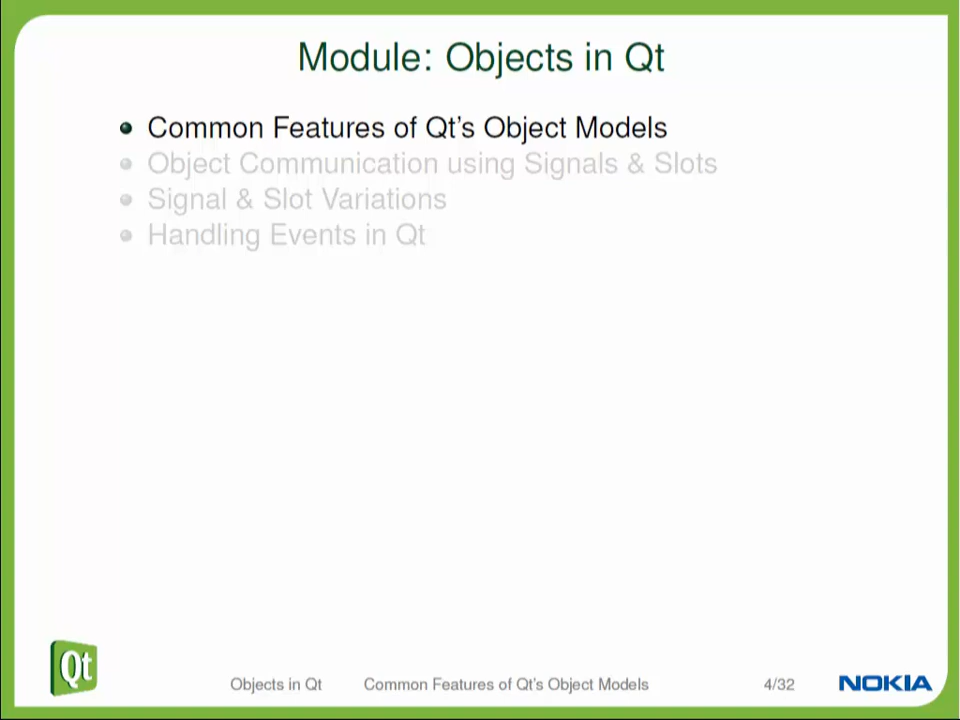 Module: Objects in Qt
Common Features of Qt's Object Models
Object Communication using Signals & Slots
Signal & Slot Variations
Handling Events in Qt
Qt
Objects in Qt Common Features of Qt's Object Models 4/32 NOKIA